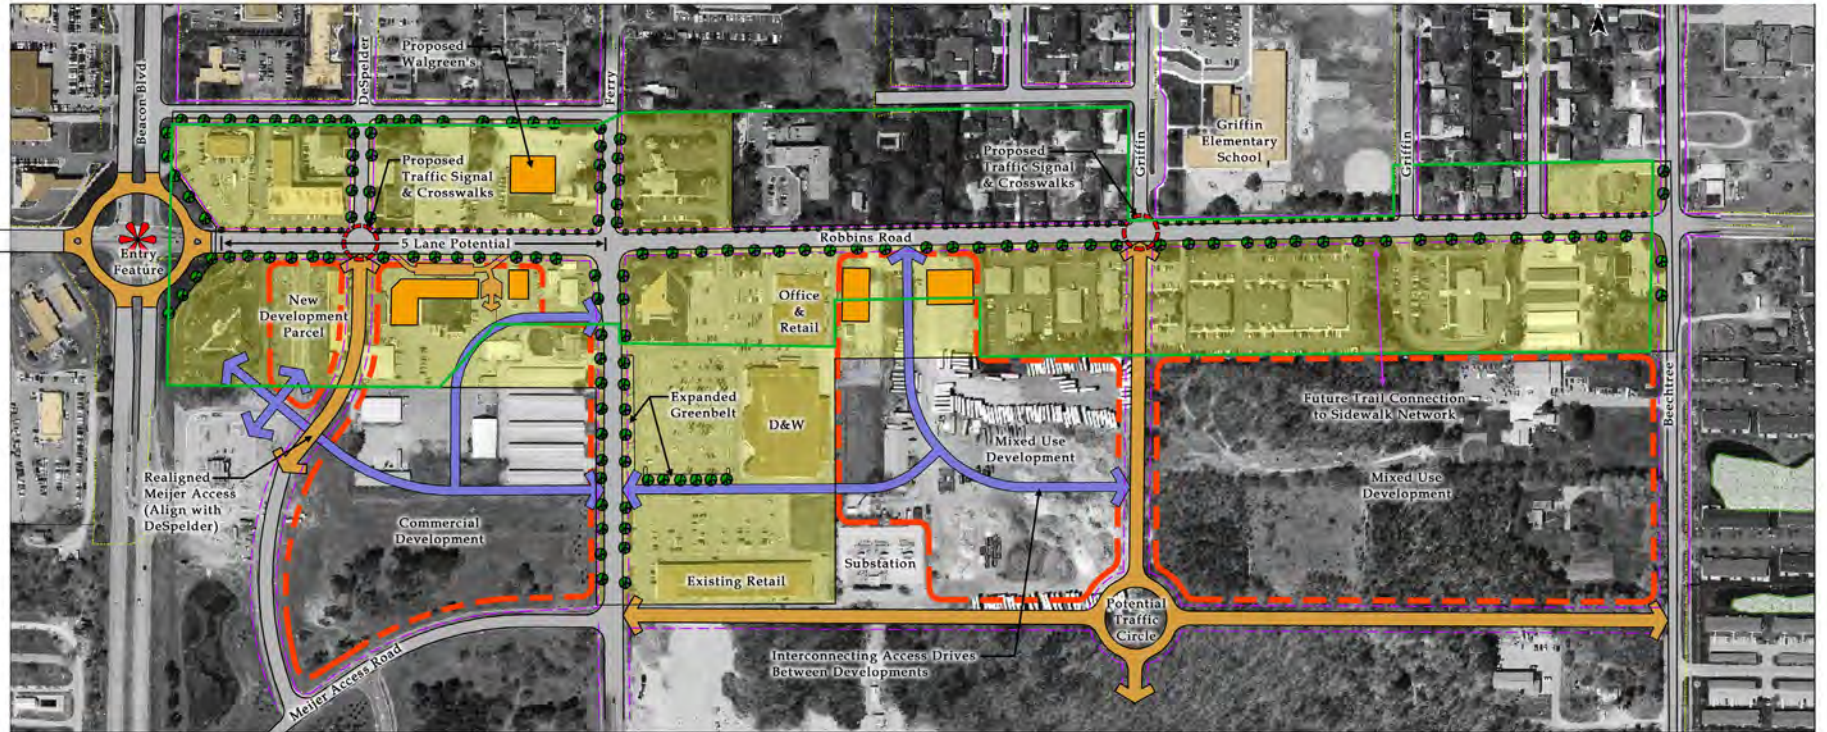 Beacon Blvd
DeSpelder
Proposed
Walgreen's
Ferry
Griffin
Griffin
Elementary
School
Griffin
Proposed
Traffic Signal
& Crosswalks
Proposed
Traffic Signal
& Crosswalks
Entry
Feature
5 Lane Potential
Robbins Road
New
Development
Parcel
Office
&
Retail
Expanded
Greenbelt
D&W
Mixed Use
Development
Future Trail Connection
to Sidewalk Network
Beechtree
Mixed Use
Development
Realigned
Meijer Access
(Align with
DeSpelder)
Commercial
Development
Existing Retail
Substation
Potential
Traffic
Circle
Interconnecting Access Drives
Between Developments
Meijer Access Road